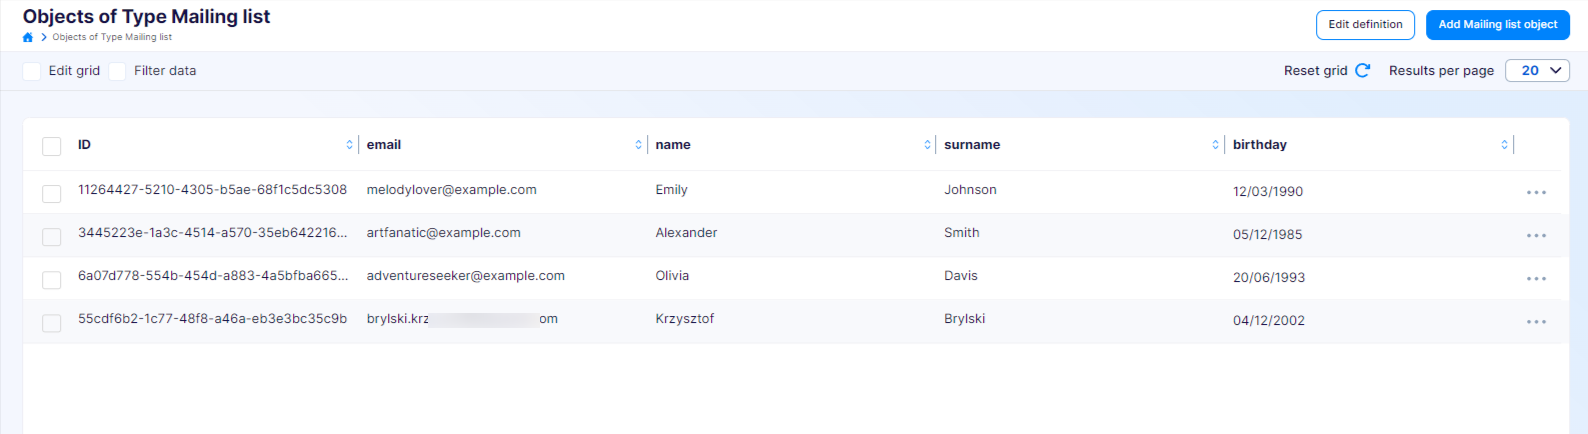 Objects of Type Mailing list
Objects of Type Mailing list
Edit definition
Add Mailing list object
Edit grid Filter data
Reset grid Results per page 20
ID email name surname birthday
11264427-5210-4305-b5ae-68f1c5dc5308 melodylover@example.com Emily Johnson 12/03/1990
3445223e-1a3c-4514-a570-35eb642216... artfanatic@example.com Alexander Smith 05/12/1985
6a07d778-554b-454d-a883-4a5bfba665... adventureseeker@example.com Olivia Davis 20/06/1993
55cdf6b2-1c77-48f8-a46a-eb3e3bc35c9b brylski.krz om Krzysztof Brylski 04/12/2002